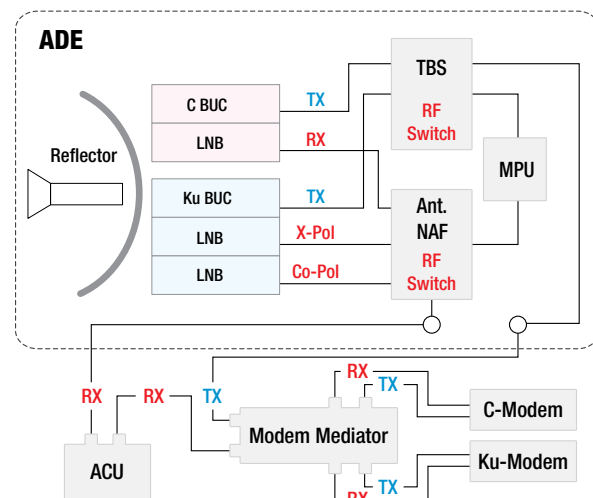 ADE
TBS
RF
Switch
C BUC
TX
LNB
RX
Reflector
MPU
Ku BUC
TX
LNB
X-Pol
LNB
Co-Pol
Ant.
NAF
RF
Switch
RX
RX
TX
RX
TX
C-Modem
Modem Mediator
ACU
Ku-Modem
TX
RX